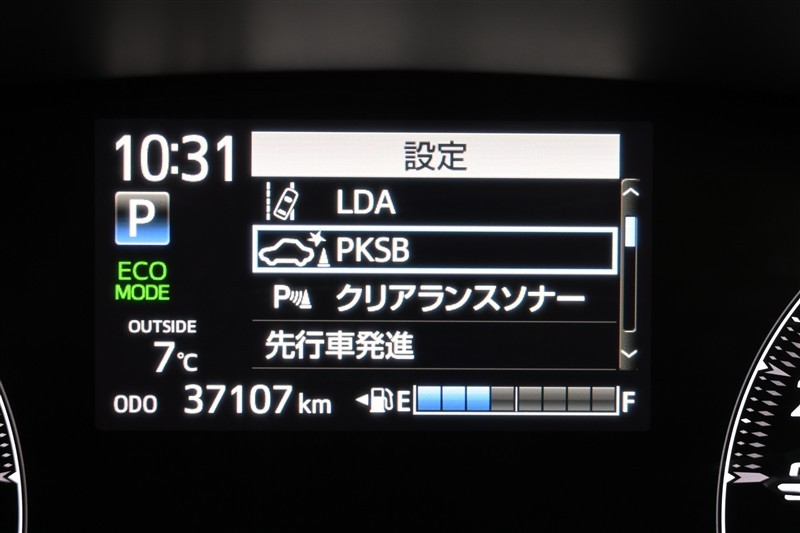 10:31
設定
LDA
P
PKSB
ECO
MODE
P クリアランスソナー
OUTSIDE
7℃
先行車発進
ODO 37107 km
E F